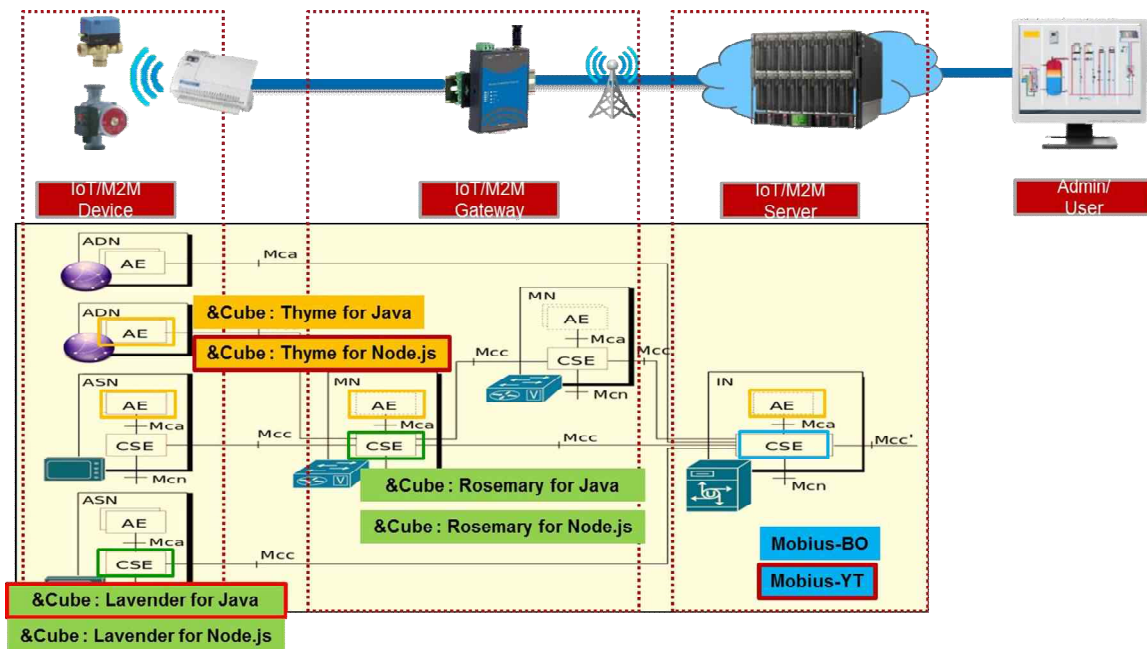 IoT/M2M
Device
IoT/M2M
Gateway
IoT/M2M
Server
Admin/
User
ADN
AE
Mca
ADN
AE
&Cube : Thyme for Java
&Cube : Thyme for Node.js
MN
AE
Mca
CSE
Mcn
Mcc
Mcc
V
ASN
AE
Mca
CSE
Mcn
Mcc
MN
AE
Mca
CSE
V
Mcc
IN
AE
Mca
CSE
Mcn
Mcc'
&Cube : Rosemary for Java
&Cube : Rosemary for Node.js
ASN
AE
Mca
CSE
Mcc
Mobius-BO
Mobius-YT
&Cube : Lavender for Java
&Cube : Lavender for Node.js